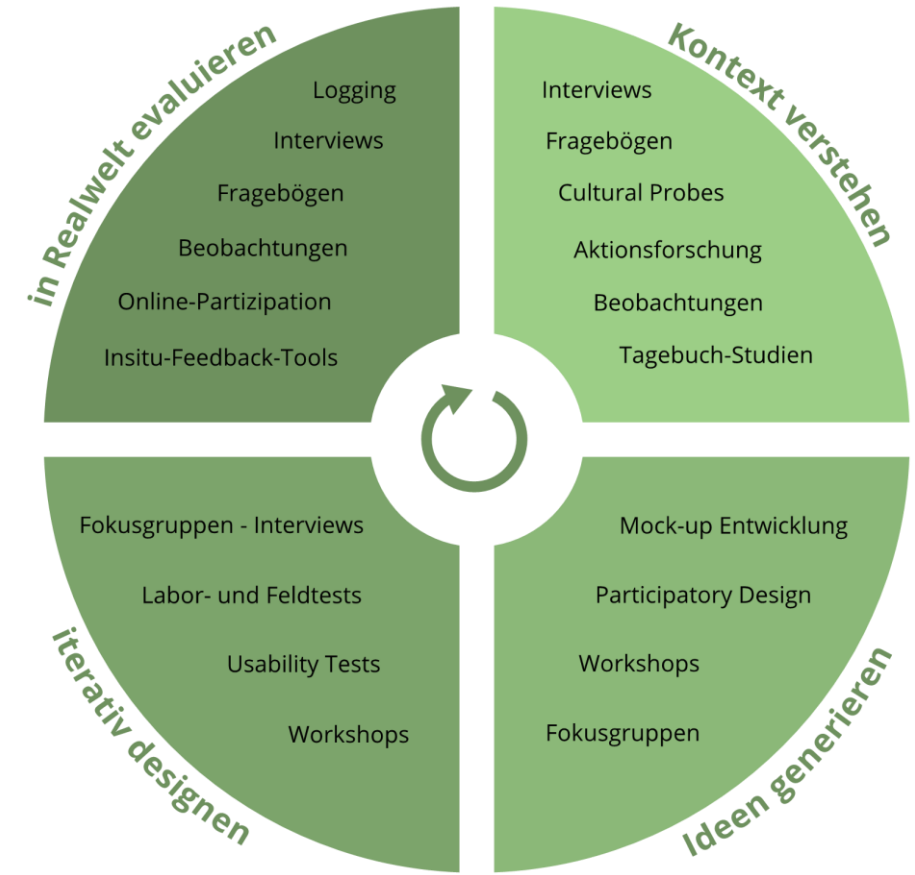 in Realwelt evaluieren
Logging
Interviews
Fragebögen
Beobachtungen
Online-Partizipation
Insitu-Feedback-Tools
Kontext verstehen
Interviews
Fragebögen
Cultural Probes
Aktionsforschung
Beobachtungen
Tagebuch-Studien
iterativ designen
Fokusgruppen - Interviews
Labor- und Feldtests
Usability Tests
Workshops
Ideen generieren
Mock-up Entwicklung
Participatory Design
Workshops
Fokusgruppen